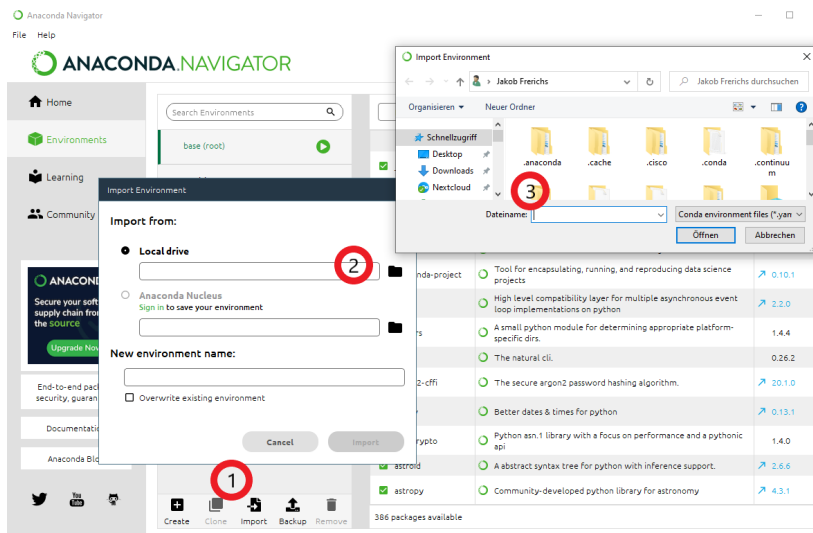 Anaconda Navigator
File Help
ANACONDA.NAVIGATOR
Home
Environments
Learning
Community
ANACOND
Secure your soft
supply chain fro
the source
Upgrade Now
End-to-end pac
security, guaran
Documentatio
Anaconda Blo
You
Tube
Search Environments
base (root)
Import Environment
Import from:
Local drive
2
Anaconda Nucleus
Sign in to save your environment
New environment name:
Overwrite existing environment
Cancel Import
1
Create Clone Import Backup Remove
Import Environment
Jakob Frerichs
Jakob Frerichs durchsuchen
Organisieren Neuer Ordner
Schnellzugriff
Desktop
Downloads
Nextcloud
.anaconda .cache .cisco .conda .continuu
m
3
Dateiname: Conda environment files (*.yam
Öffnen Abbrechen
nda-project Tool for encapsulating, running, and reproducing data science
projects 0.10.1
High level compatibility layer for multiple asynchronous event
loop implementations on python 2.2.0
rs A small python module for determining appropriate platform-
specific dirs. 1.4.4
The natural cli. 0.26.2
2-cffi The secure argon2 password hashing algorithm. 20.1.0
Better dates & times for python 0.13.1
rypto Python asn.1 library with a focus on performance and a pythonic
api 1.4.0
astroid A abstract syntax tree for python with inference support. 2.6.6
astropy Community-developed python library for astronomy 4.3.1
386 packages available